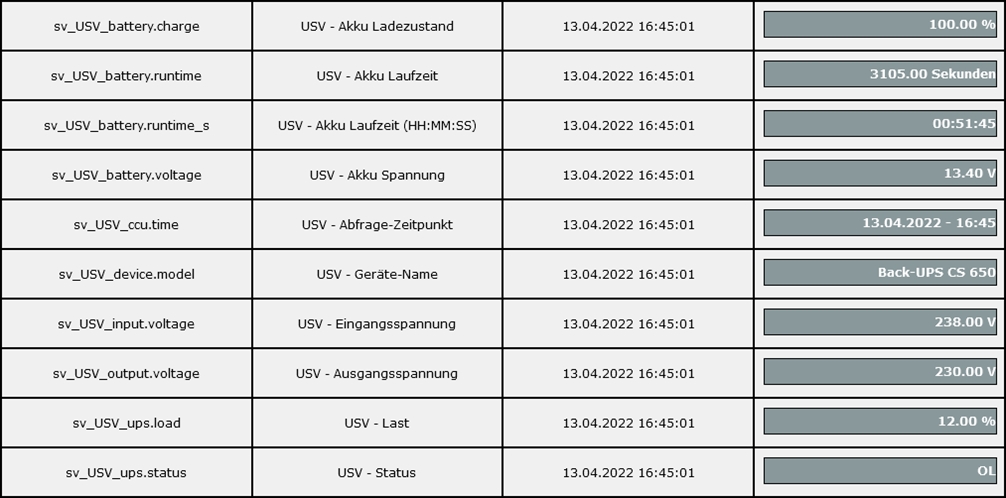 sv_USV_battery.charge USV - Akku Ladezustand 13.04.2022 16:45:01 100.00 %
sv_USV_battery.runtime USV - Akku Laufzeit 13.04.2022 16:45:01 3105.00 Sekunden
sv_USV_battery.runtime_s USV - Akku Laufzeit (HH:MM:SS) 13.04.2022 16:45:01 00:51:45
sv_USV_battery.voltage USV - Akku Spannung 13.04.2022 16:45:01 13.40 V
sv_USV_ccu.time USV - Abfrage-Zeitpunkt 13.04.2022 16:45:01 13.04.2022 - 16:45
sv_USV_device.model USV - Geräte-Name 13.04.2022 16:45:01 Back-UPS CS 650
sv_USV_input.voltage USV - Eingangsspannung 13.04.2022 16:45:01 238.00 V
sv_USV_output.voltage USV - Ausgangsspannung 13.04.2022 16:45:01 230.00 V
sv_USV_ups.load USV - Last 13.04.2022 16:45:01 12.00 %
sv_USV_ups.status USV - Status 13.04.2022 16:45:01 OL